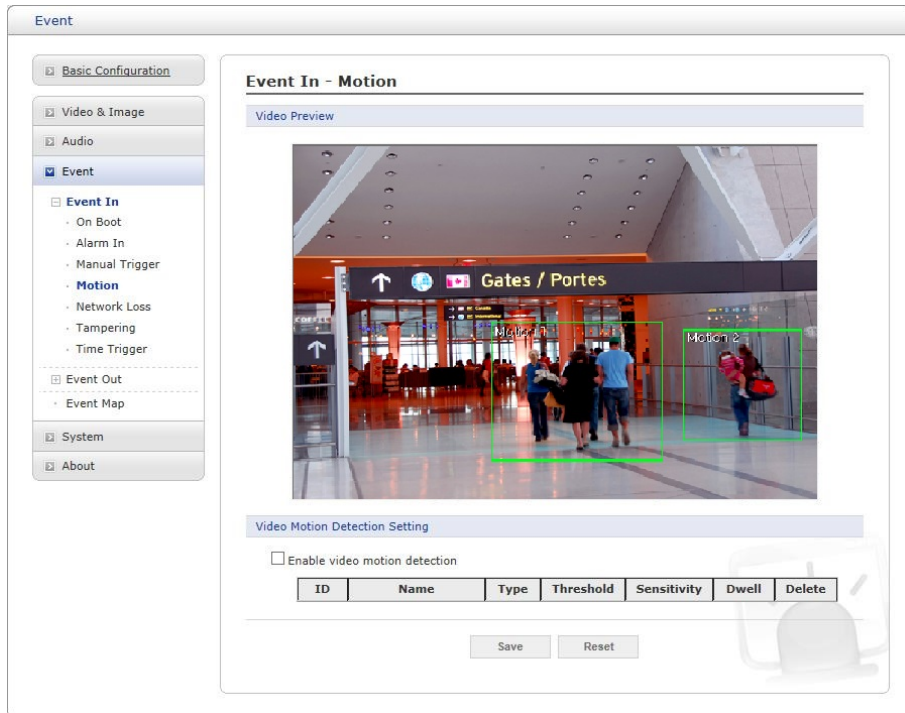 Event
Basic Configuration
Video & Image
Audio
Event
Event In
On Boot
Alarm In
Manual Trigger
Motion
Network Loss
Tampering
Time Trigger
Event Out
Event Map
System
About
Event In - Motion
Video Preview
Gates / Portes
Motion 2
Video Motion Detection Setting
Enable video motion detection
ID Name Type Threshold Sensitivity Dwell Delete
Save Reset